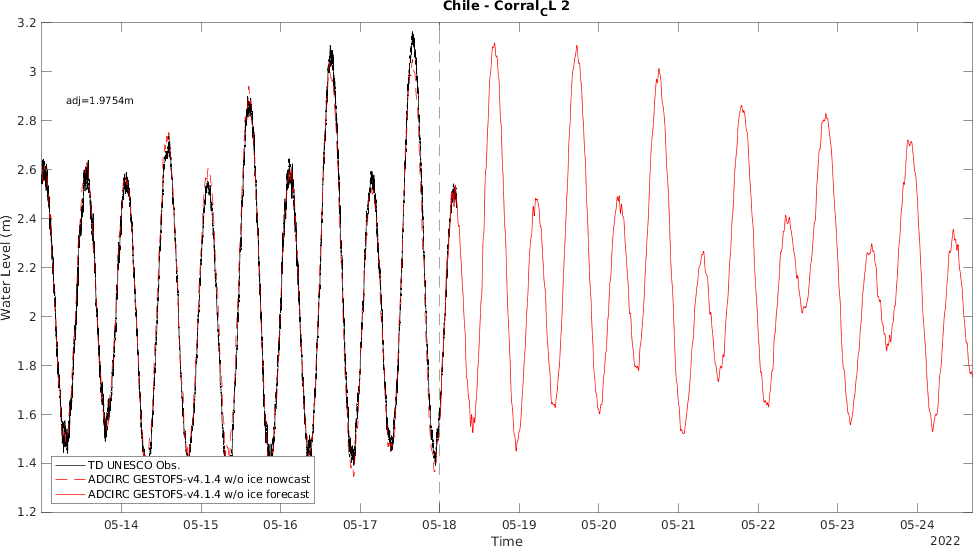 Chile - Corral_CL 2
3.2
3
2.8
2.6
2.4
2.2
2
1.8
1.6
1.4
1.2
Water Level (m)
adj=1.9754m
TD UNESCO Obs.
ADCIRC GESTOFS-v4.1.4 w/o ice nowcast
ADCIRC GESTOFS-v4.1.4 w/o ice forecast
05-14 05-15 05-16 05-17 05-18 05-19 05-20 05-21 05-22 05-23 05-24
Time
2022